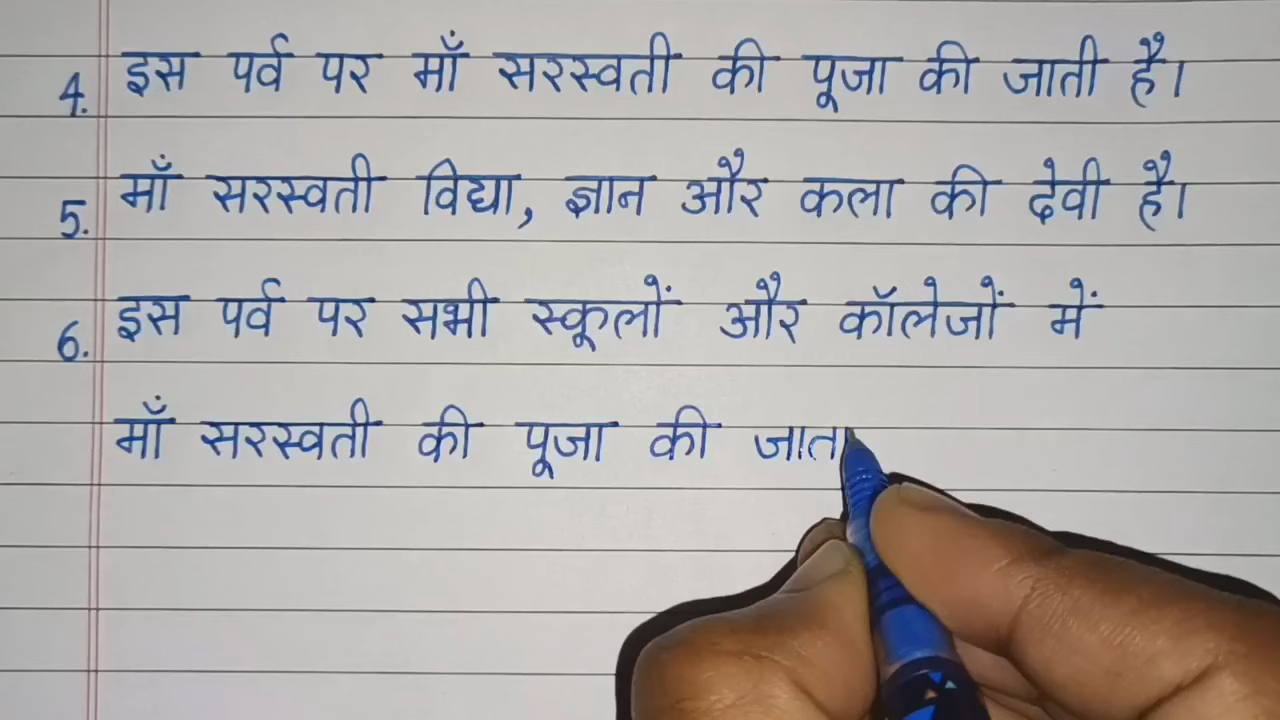 4. इस पर्व पर माँ सरस्वती की पूजा की जाती है।
5. माँ सरस्वती विद्या, ज्ञान और कला की देवी है।
6. इस पर्व पर सभी स्कूलों और कॉलेजों में
माँ सरस्वती की पूजा की जाता